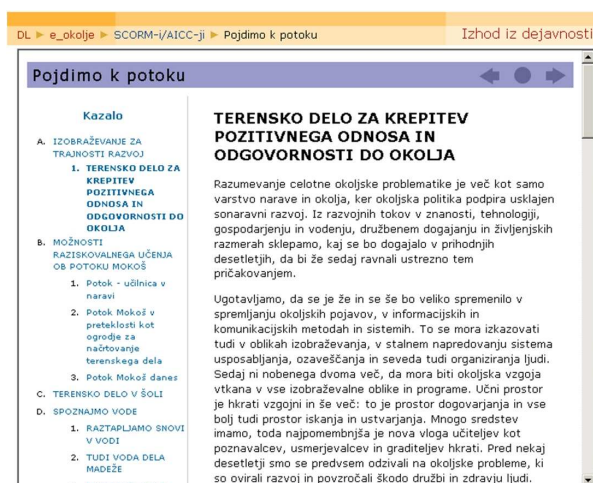 DL ► e_okolje ► SCORM-i/AICC-ji ► Pojdimo k potoku
Izhod iz dejavnosti
Pojdimo k potoku
Kazalo
A. IZOBRAŽEVANJE ZA
TRAJNOSTI RAZVOJ
1. TERENSKO DELO ZA
KREPITEV
POZITIVNEGA
ODNOSA IN
ODGOVORNOSTI DO
OKOLJA
B. MOŽNOSTI
RAZISKOVALNEGA UČENJA
OB POTOKU MOKOŠ
1. Potok - učilnica v
naravi
2. Potok Mokoš v
preteklosti kot
ogrodje za
načrtovanje
terenskega dela
3. Potok Mokoš danes
C. TERENSKO DELO V ŠOLI
D. SPOZNAJMO VODE
1. RAZTAPLJAMO SNOVI
V VODI
2. TUDI VODA DELA
MADEŽE
TERENSKO DELO ZA KREPITEV
POZITIVNEGA ODNOSA IN
ODGOVORNOSTI DO OKOLJA
Razumevanje celotne okoljske problematike je več kot samo
varstvo narave in okolja, ker okoljska politika podpira usklajen
sonaravni razvoj. Iz razvojnih tokov v znanosti, tehnologiji,
gospodarjenju in vodenju, družbenem dogajanju in življenjskih
razmerah sklepamo, kaj se bo dogajalo v prihodnjih
desetletjih, da bi že sedaj ravnali ustrezno tem
pričakovanjem.
Ugotavljamo, da se je že in se še bo veliko spremenilo v
spremljanju okoljskih pojavov, v informacijskih in
komunikacijskih metodah in sistemih. To se mora izkazovati
tudi v oblikah izobraževanja, v stalnem napredovanju sistema
usposabljanja, ozaveščanja in seveda tudi organiziranja ljudi.
Sedaj ni nobenega dvoma več, da mora biti okoljska vzgoja
vtkana v vse izobraževalne oblike in programe. Učni prostor
je hkrati vzgojni in še več: to je prostor dogovarjanja in vse
bolj tudi prostor iskanja in ustvarjanja. Mnogo sredstev
imamo, toda najpomembnjša je nova vloga učiteljev kot
poznavalcev, usmerjevalcev in graditeljev hkrati. Pred nekaj
desetletji smo se predvsem odzivali na okoljske probleme, ki
so ovirali razvoj in povzročali škodo družbi in zdravju ljudi.